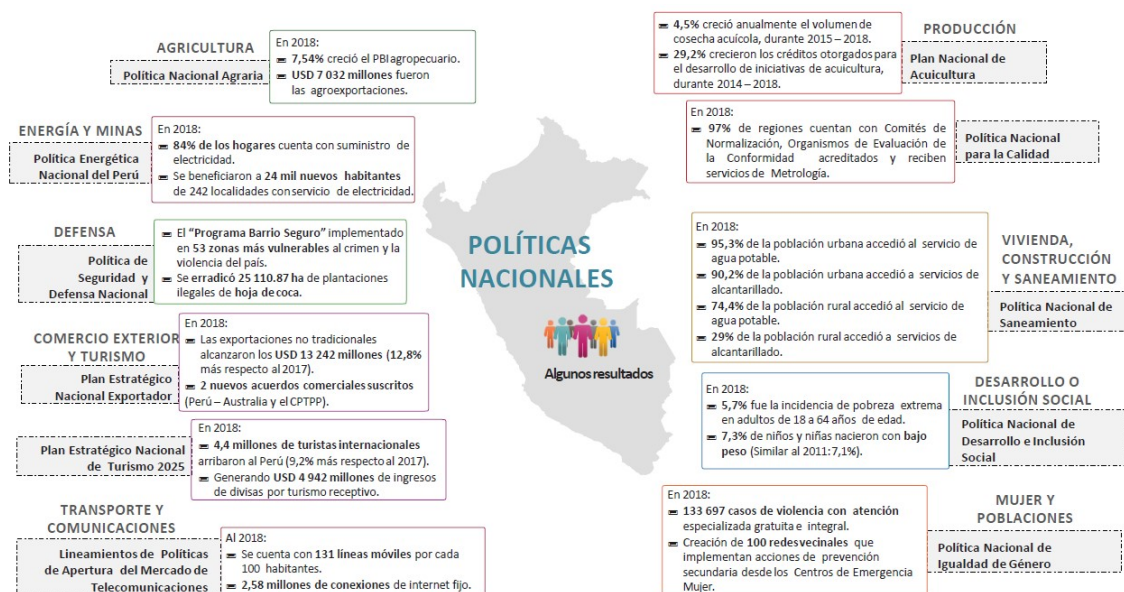 AGRICULTURA
Política Nacional Agraria
En 2018:
7,54% creció el PBI agropecuario.
USD 7 032 millones fueron
las agroexportaciones.
ENERGÍA Y MINAS
Política Energética
Nacional del Perú
En 2018:
84% de los hogares cuenta con suministro de
electricidad.
Se beneficiaron a 24 mil nuevos habitantes
de 242 localidades con servicio de electricidad.
DEFENSA
Política de
Seguridad y
Defensa Nacional
El “Programa Barrio Seguro” implementado
en 53 zonas más vulnerables al crimen y la
violencia del país.
Se erradicó 25 110.87 ha de plantaciones
ilegales de hoja de coca.
COMERCIO EXTERIOR
Y TURISMO
Plan Estratégico
Nacional Exportador
En 2018:
Las exportaciones no tradicionales
alcanzaron los USD 13 242 millones (12,8%
más respecto al 2017).
2 nuevos acuerdos comerciales suscritos
(Perú – Australia y el CPTPP).
Plan Estratégico Nacional
de Turismo 2025
En 2018:
4,4 millones de turistas internacionales
arribaron al Perú (9,2% más respecto al 2017).
Generando USD 4 942 millones de ingresos
de divisas por turismo receptivo.
TRANSPORTE Y
COMUNICACIONES
Lineamientos de Políticas
de Apertura del Mercado de
Telecomunicaciones
Al 2018:
Se cuenta con 131 líneas móviles por cada
100 habitantes.
2,58 millones de conexiones de internet fijo.
POLÍTICAS
NACIONALES
Algunos resultados
4,5% creció anualmente el volumen de
cosecha acuícola, durante 2015 – 2018.
29,2% crecieron los créditos otorgados para
el desarrollo de iniciativas de acuicultura,
durante 2014 – 2018.
PRODUCCIÓN
Plan Nacional de
Acuicultura
En 2018:
97% de regiones cuentan con Comités de
Normalización, Organismos de Evaluación de
la Conformidad acreditados y reciben
servicios de Metrología.
Política Nacional
para la Calidad
En 2018:
95,3% de la población urbana accedió al servicio de
agua potable.
90,2% de la población urbana accedió a servicios de
alcantarillado.
74,4% de la población rural accedió al servicio de
agua potable.
29% de la población rural accedió a servicios de
alcantarillado.
VIVIENDA,
CONSTRUCCIÓN
Y SANEAMIENTO
Política Nacional de
Saneamiento
En 2018:
5,7% fue la incidencia de pobreza extrema
en adultos de 18 a 64 años de edad.
7,3% de niños y niñas nacieron con bajo
peso (Similar al 2011: 7,1%).
DESARROLLO O
INCLUSIÓN SOCIAL
Política Nacional de
Desarrollo e Inclusión
Social
En 2018:
133 697 casos de violencia con atención
especializada gratuita e integral.
Creación de 100 redes vecinales que
implementan acciones de prevención
secundaria desde los Centros de Emergencia
Mujer.
MUJER Y
POBLACIONES
Política Nacional de
Igualdad de Género